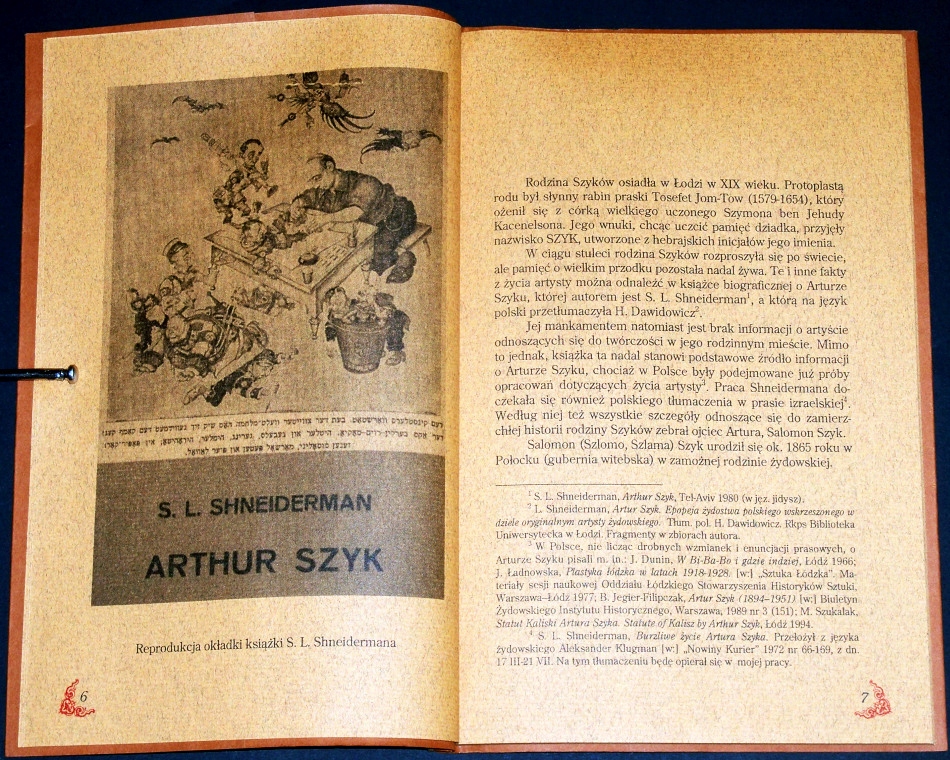 S. L. SHNEIDERMAN
ARTHUR SZYK
Reprodukcja okładki książki S. L. Shneidermana
6
Rodzina Szyków osiadła w Łodzi w XIX wieku. Protoplastą
rodu był słynny rabin praski Tosefet Jom-Tow (1579-1654), który
ożenił się z córką wielkiego uczonego Szymona ben Jehudy
Kacenelsona. Jego wnuki, chcąc uczcić pamięć dziadka, przyjęły
nazwisko SZYK, utworzone z hebrajskich inicjałów jego imienia.
W ciągu stuleci rodzina Szyków rozproszyła się po świecie,
ale pamięć o wielkim przodku pozostała nadal żywa. Te i inne fakty
z życia artysty można odnaleźć w książce biograficznej o Arturze
Szyku, której autorem jest S. L. Shneiderman¹, a którą na język
polski przetłumaczyła H. Dawidowicz².
Jej mankamentem natomiast jest brak informacji o artyście
odnoszących się do twórczości w jego rodzinnym mieście. Mimo
to jednak, książka ta nadal stanowi podstawowe źródło informacji
o Arturze Szyku, chociaż w Polsce były podejmowane już próby
opracowań dotyczących życia artysty³. Praca Shneidermana do-
czekała się również polskiego tłumaczenia w prasie izraelskiej⁴.
Według niej też wszystkie szczegóły odnoszące się do zamierz-
chłej historii rodziny Szyków zebrał ojciec Artura, Salomon Szyk.
Salomon (Szlomo, Szlama) Szyk urodził się ok. 1865 roku w
Połocku (gubernia witebska) w zamożnej rodzinie żydowskiej.
¹ S. L. Shneiderman, Arthur Szyk, Tel-Aviv 1980 (w jęz. jidysz).
² L. Shneiderman, Artur Szyk. Epopeja żydostwa polskiego wskrzeszonego w
dziele oryginalnym artysty żydowskiego. Tłum. pol. H. Dawidowicz. Rkps Biblioteka
Uniwersytecka w Łodzi. Fragmenty w zbiorach autora.
³ W Polsce, nie licząc drobnych wzmianek i enuncjacji prasowych, o
Arturze Szyku pisali m. in.: J. Dunin, W Bi-Ba-Bo i gdzie indziej, Łódź 1966;
J. Ładnowska, Plastyka łódzka w latach 1918-1928. [w:] „Sztuka Łódzka”. Ma-
teriały sesji naukowej Oddziału Łódzkiego Stowarzyszenia Historyków Sztuki,
Warszawa–Łódź 1977; B. Jegier-Filipczak, Artur Szyk (1894–1951) [w:] Biuletyn
Żydowskiego Instytutu Historycznego, Warszawa, 1989 nr 3 (151); M. Szukalak,
Statut Kaliski Artura Szyka. Statute of Kalisz by Arthur Szyk, Łódź 1994.
⁴ S. L. Shneiderman, Burzliwe życie Artura Szyka. Przełożył z języka
żydowskiego Aleksander Klugman [w:] „Nowiny Kurier” 1972 nr 66-169, z dn.
17 III-21 VII. Na tym tłumaczeniu będę opierał się w mojej pracy.
7